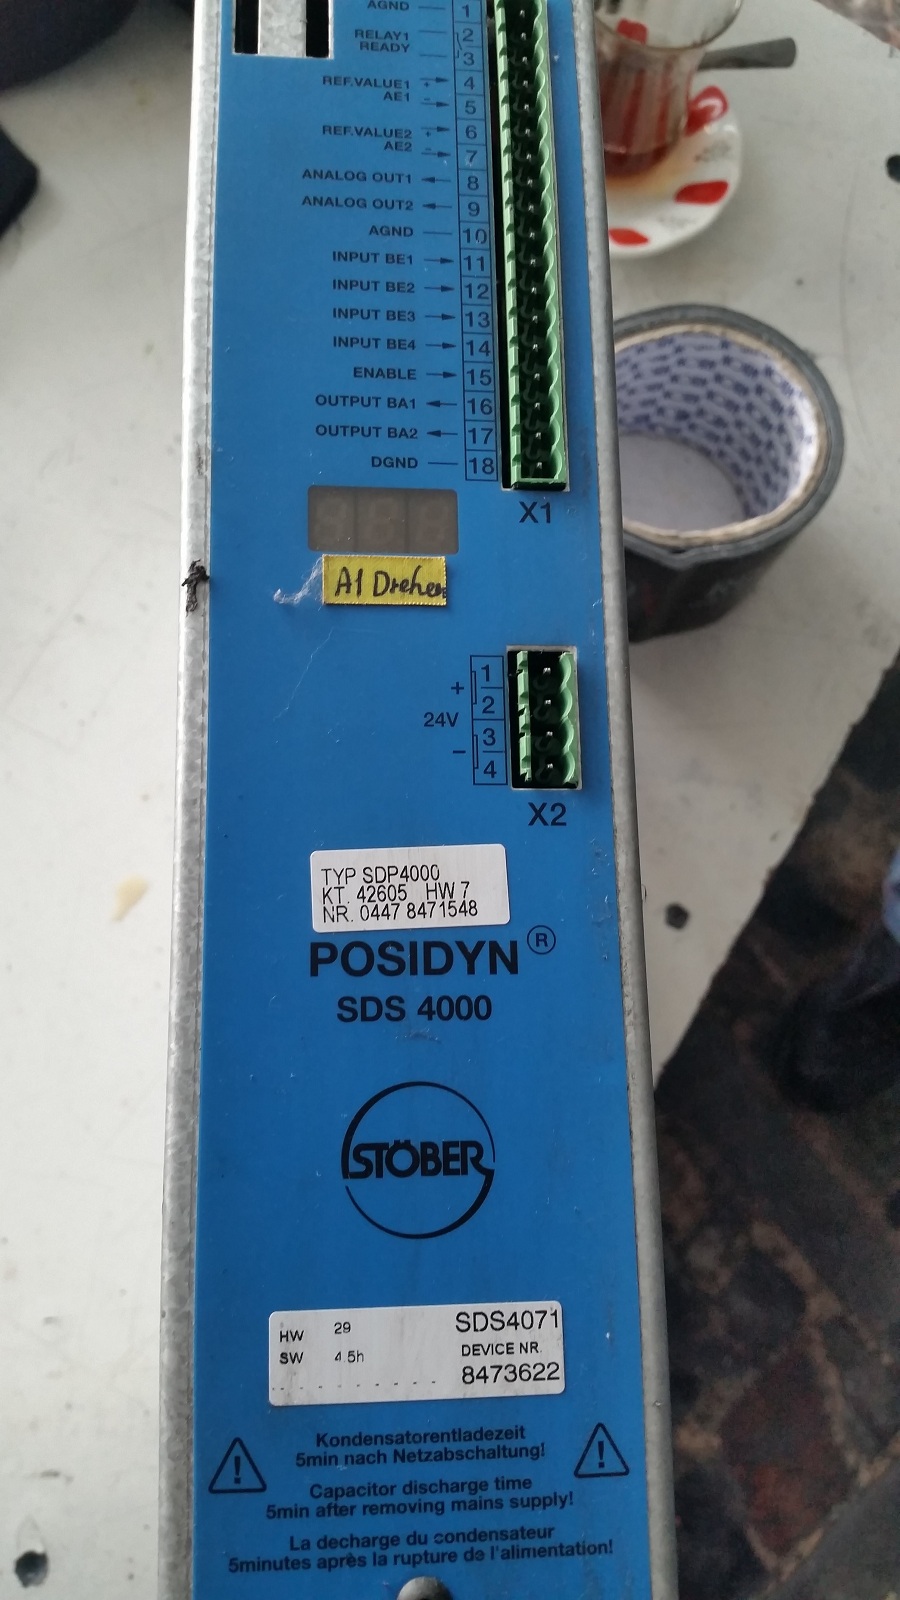 AGND 1
RELAY1 2
READY 3
REF.VALUE1 + 4
AE1 - 5
REF.VALUE2 + 6
AE2 - 7
ANALOG OUT1 8
ANALOG OUT2 9
AGND 10
INPUT BE1 11
INPUT BE2 12
INPUT BE3 13
INPUT BE4 14
ENABLE 15
OUTPUT BA1 16
OUTPUT BA2 17
DGND 18
X1
A1 Drehen
1
+
2
24V
3
-
4
X2
TYP SDP4000
KT. 42605 HW 7
NR. 0447 8471548
POSIDYN ®
SDS 4000
STÖBER
HW 29 SDS4071
SW 4.5h DEVICE NR.
8473622
Kondensatorentladezeit
5min nach Netzabschaltung!
Capacitor discharge time
5min after removing mains supply!
La decharge du condensateur
5minutes après la rupture de l'alimentation!